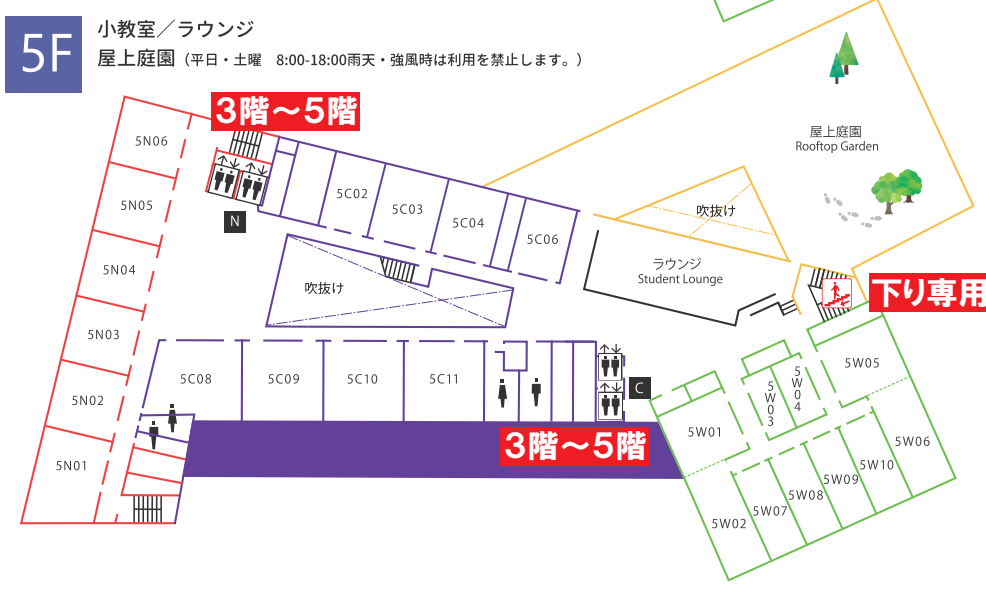 5F
小教室／ラウンジ
屋上庭園（平日・土曜　8:00-18:00雨天・強風時は利用を禁止します。）
3階～5階
屋上庭園
Rooftop Garden
5N06
5N05
5N04
5N03
5N02
5N01
N
5C02
5C03
5C04
5C06
吹抜け
吹抜け
ラウンジ
Student Lounge
下り専用
5C08
5C09
5C10
5C11
C
3階～5階
5W05
5W04
5W03
5W01
5W06
5W10
5W09
5W08
5W07
5W02